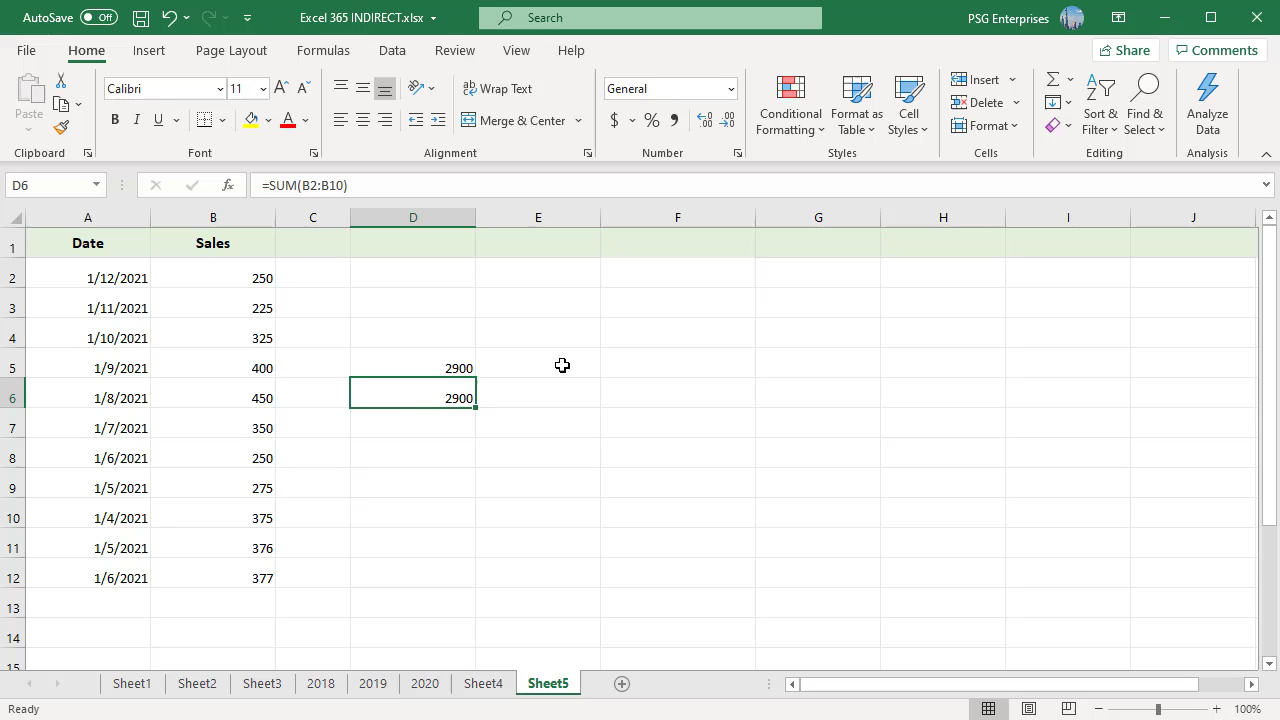 AutoSave Off Excel 365 INDIRECT.xlsx Search PSG Enterprises
File Home Insert Page Layout Formulas Data Review View Help Share Comments
Paste
Clipboard
Calibri 11
B I U A
Font
Wrap Text
Merge & Center
Alignment
General
$ % ,
Number
Conditional Formatting
Format as Table
Cell Styles
Styles
Insert
Delete
Format
Cells
Sort & Filter
Find & Select
Editing
Analyze Data
Analysis
D6 fx =SUM(B2:B10)
A B C D E F G H I J
1 Date Sales
2 1/12/2021 250
3 1/11/2021 225
4 1/10/2021 325
5 1/9/2021 400 2900
6 1/8/2021 450 2900
7 1/7/2021 350
8 1/6/2021 250
9 1/5/2021 275
10 1/4/2021 375
11 1/5/2021 376
12 1/6/2021 377
13
14
15
Sheet1 Sheet2 Sheet3 2018 2019 2020 Sheet4 Sheet5
Ready 100%